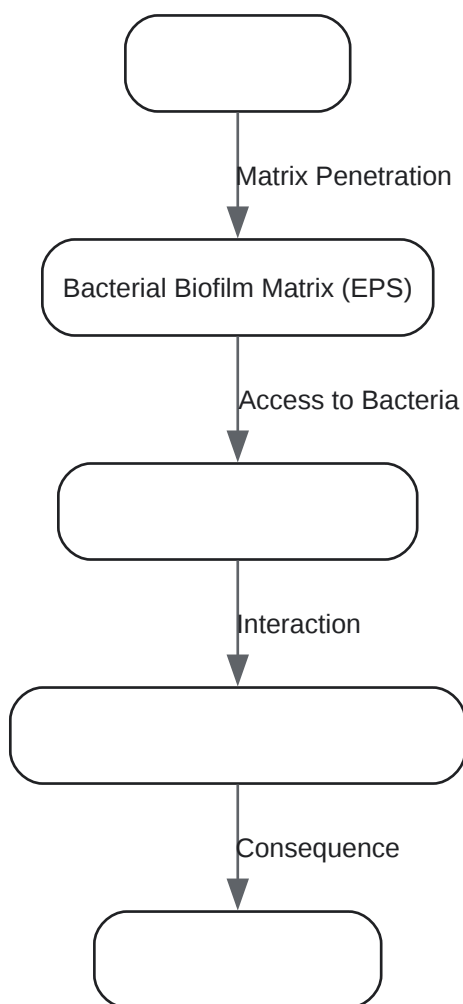 Matrix Penetration
Bacterial Biofilm Matrix (EPS)
Access to Bacteria
Interaction
Consequence